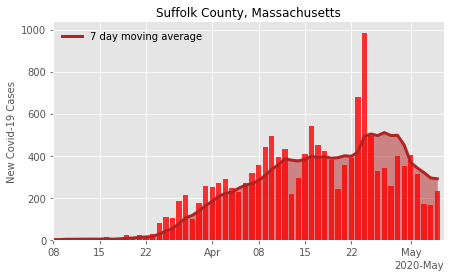 Suffolk County, Massachusetts
7 day moving average
New Covid-19 Cases
1000
800
600
400
200
0
08 15 22 Apr 08 15 22 May
2020-May